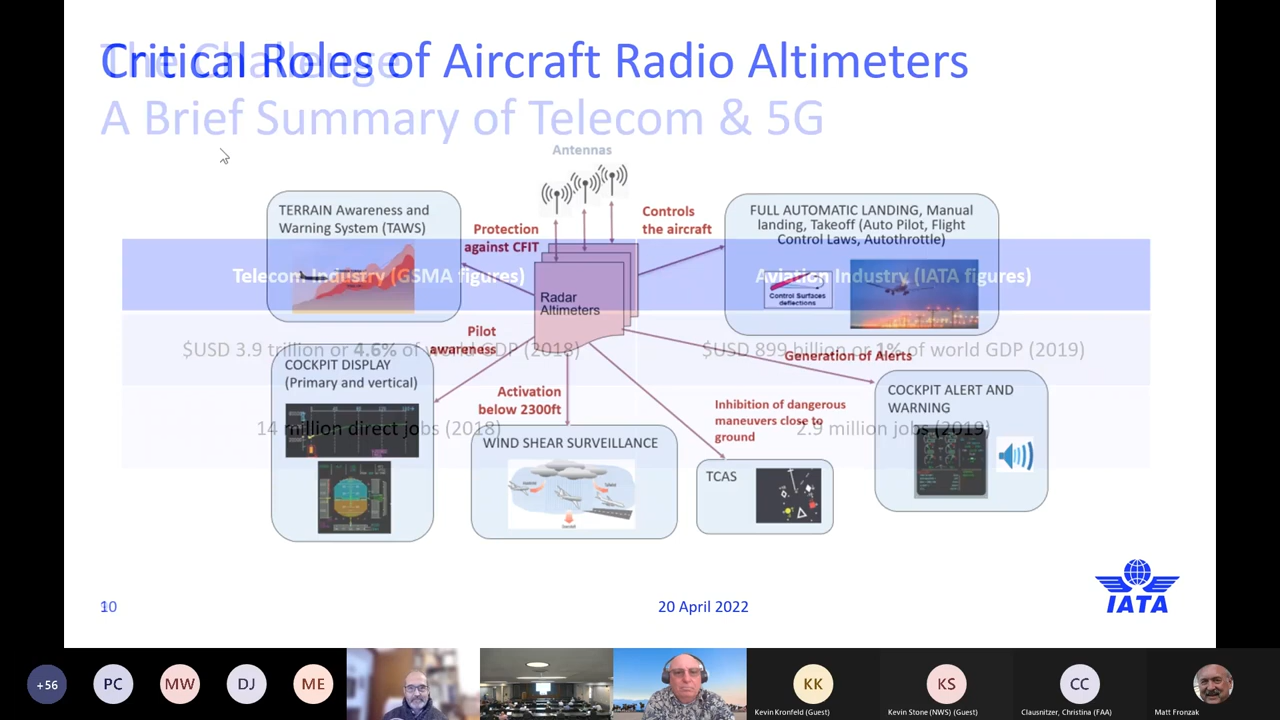 Critical Roles of Aircraft Radio Altimeters
The Challenge
A Brief Summary of Telecom & 5G
Antennas
TERRAIN Awareness and
Warning System (TAWS)
Protection
against CFIT
Controls
the aircraft
FULL AUTOMATIC LANDING, Manual
landing, Takeoff (Auto Pilot, Flight
Control Laws, Autothrottle)
Telecom Industry (GSMA figures)
Aviation Industry (IATA figures)
Control Surfaces
deflections
Radar
Altimeters
Pilot
awareness
$USD 3.9 trillion or 4.6% of world GDP (2018)
$USD 899 billion or 1% of world GDP (2019)
Generation of Alerts
COCKPIT DISPLAY
(Primary and vertical)
Activation
below 2300ft
Inhibition of dangerous
maneuvers close to
ground
COCKPIT ALERT AND
WARNING
14 million direct jobs (2018)
2.9 million jobs (2019)
WIND SHEAR SURVEILLANCE
TCAS
10
20 April 2022
IATA
+56
PC
MW
DJ
ME
KK
KS
CC
Kevin Kronfeld (Guest)
Kevin Stone (NWS) (Guest)
Clausnitzer, Christina (FAA)
Matt Fronzak